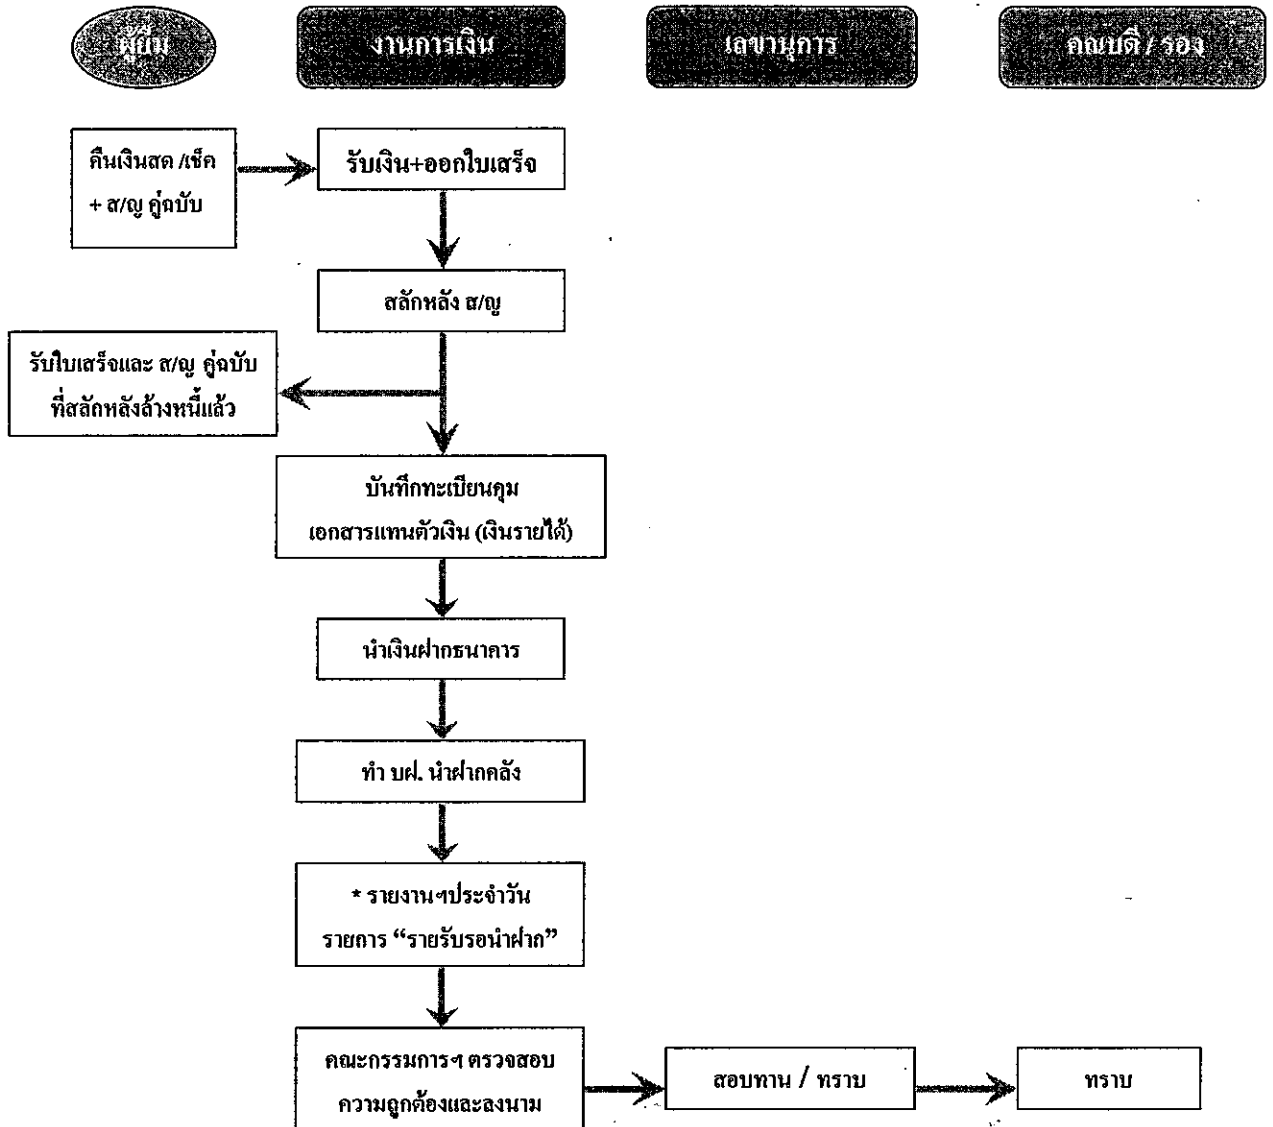 ผู้ยืม
งานการเงิน
เลขานุการ
คณบดี / รอง
คืนเงินสด /เช็ค
+ ส/ญ คู่ฉบับ
รับเงิน+ออกใบเสร็จ
สลักหลัง ส/ญ
รับใบเสร็จและ ส/ญ คู่ฉบับ
ที่สลักหลังล้างหนี้แล้ว
บันทึกทะเบียนคุม
เอกสารแทนตัวเงิน (เงินรายได้)
นำเงินฝากธนาคาร
ทำ บฝ. นำฝากคลัง
* รายงานฯประจำวัน
รายการ “รายรับรอนำฝาก”
คณะกรรมการฯ ตรวจสอบ
ความถูกต้องและลงนาม
สอบทาน / ทราบ
ทราบ